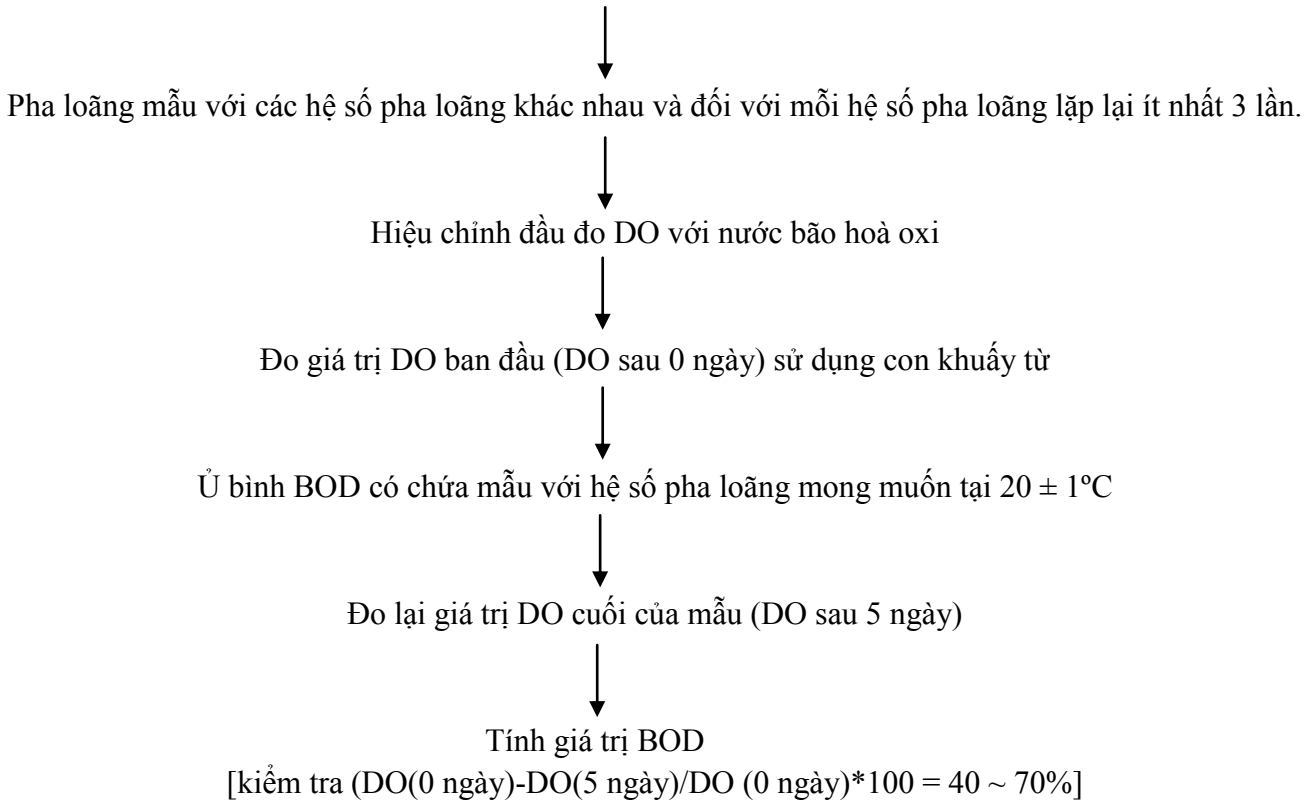 Pha loãng mẫu với các hệ số pha loãng khác nhau và đối với mỗi hệ số pha loãng lặp lại ít nhất 3 lần.
Hiệu chỉnh đầu đo DO với nước bão hoà oxi
Đo giá trị DO ban đầu (DO sau 0 ngày) sử dụng con khuấy từ
Ủ bình BOD có chứa mẫu với hệ số pha loãng mong muốn tại 20 ± 1ºC
Đo lại giá trị DO cuối của mẫu (DO sau 5 ngày)
Tính giá trị BOD
[kiểm tra (DO(0 ngày)-DO(5 ngày)/DO (0 ngày)*100 = 40 ~ 70%]